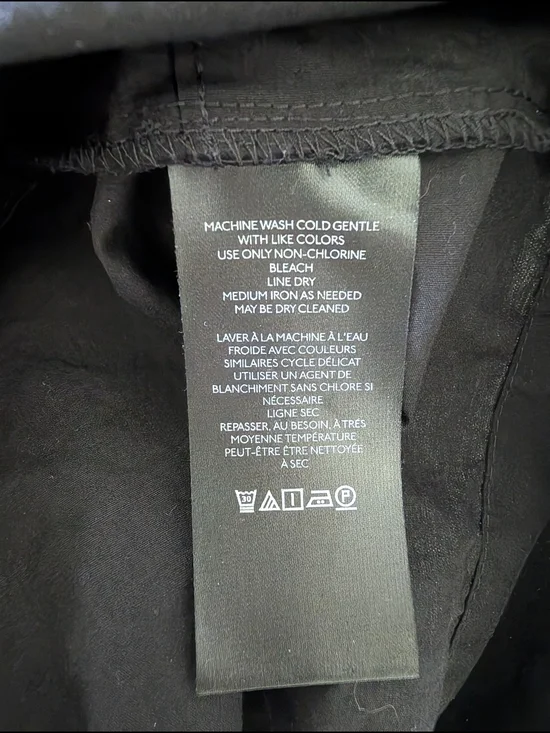 MACHINE WASH COLD GENTLE
WITH LIKE COLORS
USE ONLY NON-CHLORINE
BLEACH
LINE DRY
MEDIUM IRON AS NEEDED
MAY BE DRY CLEANED
LAVER À LA MACHINE À L'EAU
FROIDE AVEC COULEURS
SIMILAIRES CYCLE DÉLICAT
UTILISER UN AGENT DE
BLANCHIMENT SANS CHLORE SI
NÉCESSAIRE
LIGNE SEC
REPASSER, AU BESOIN, À TRÉS
MOYENNE TEMPÉRATURE
PEUT-ÊTRE ÊTRE NETTOYÉE
À SEC
30 P